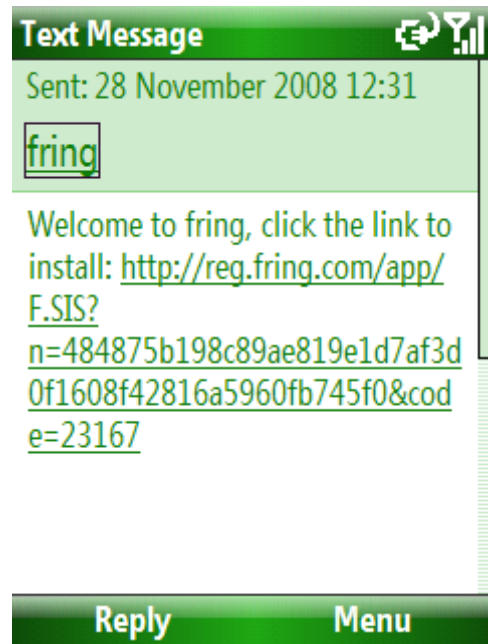 Text Message
Sent: 28 November 2008 12:31
fring
Welcome to fring, click the link to
install: http://reg.fring.com/app/
F.SIS?
n=484875b198c89ae819e1d7af3d
0f1608f42816a5960fb745f0&cod
e=23167
Reply Menu